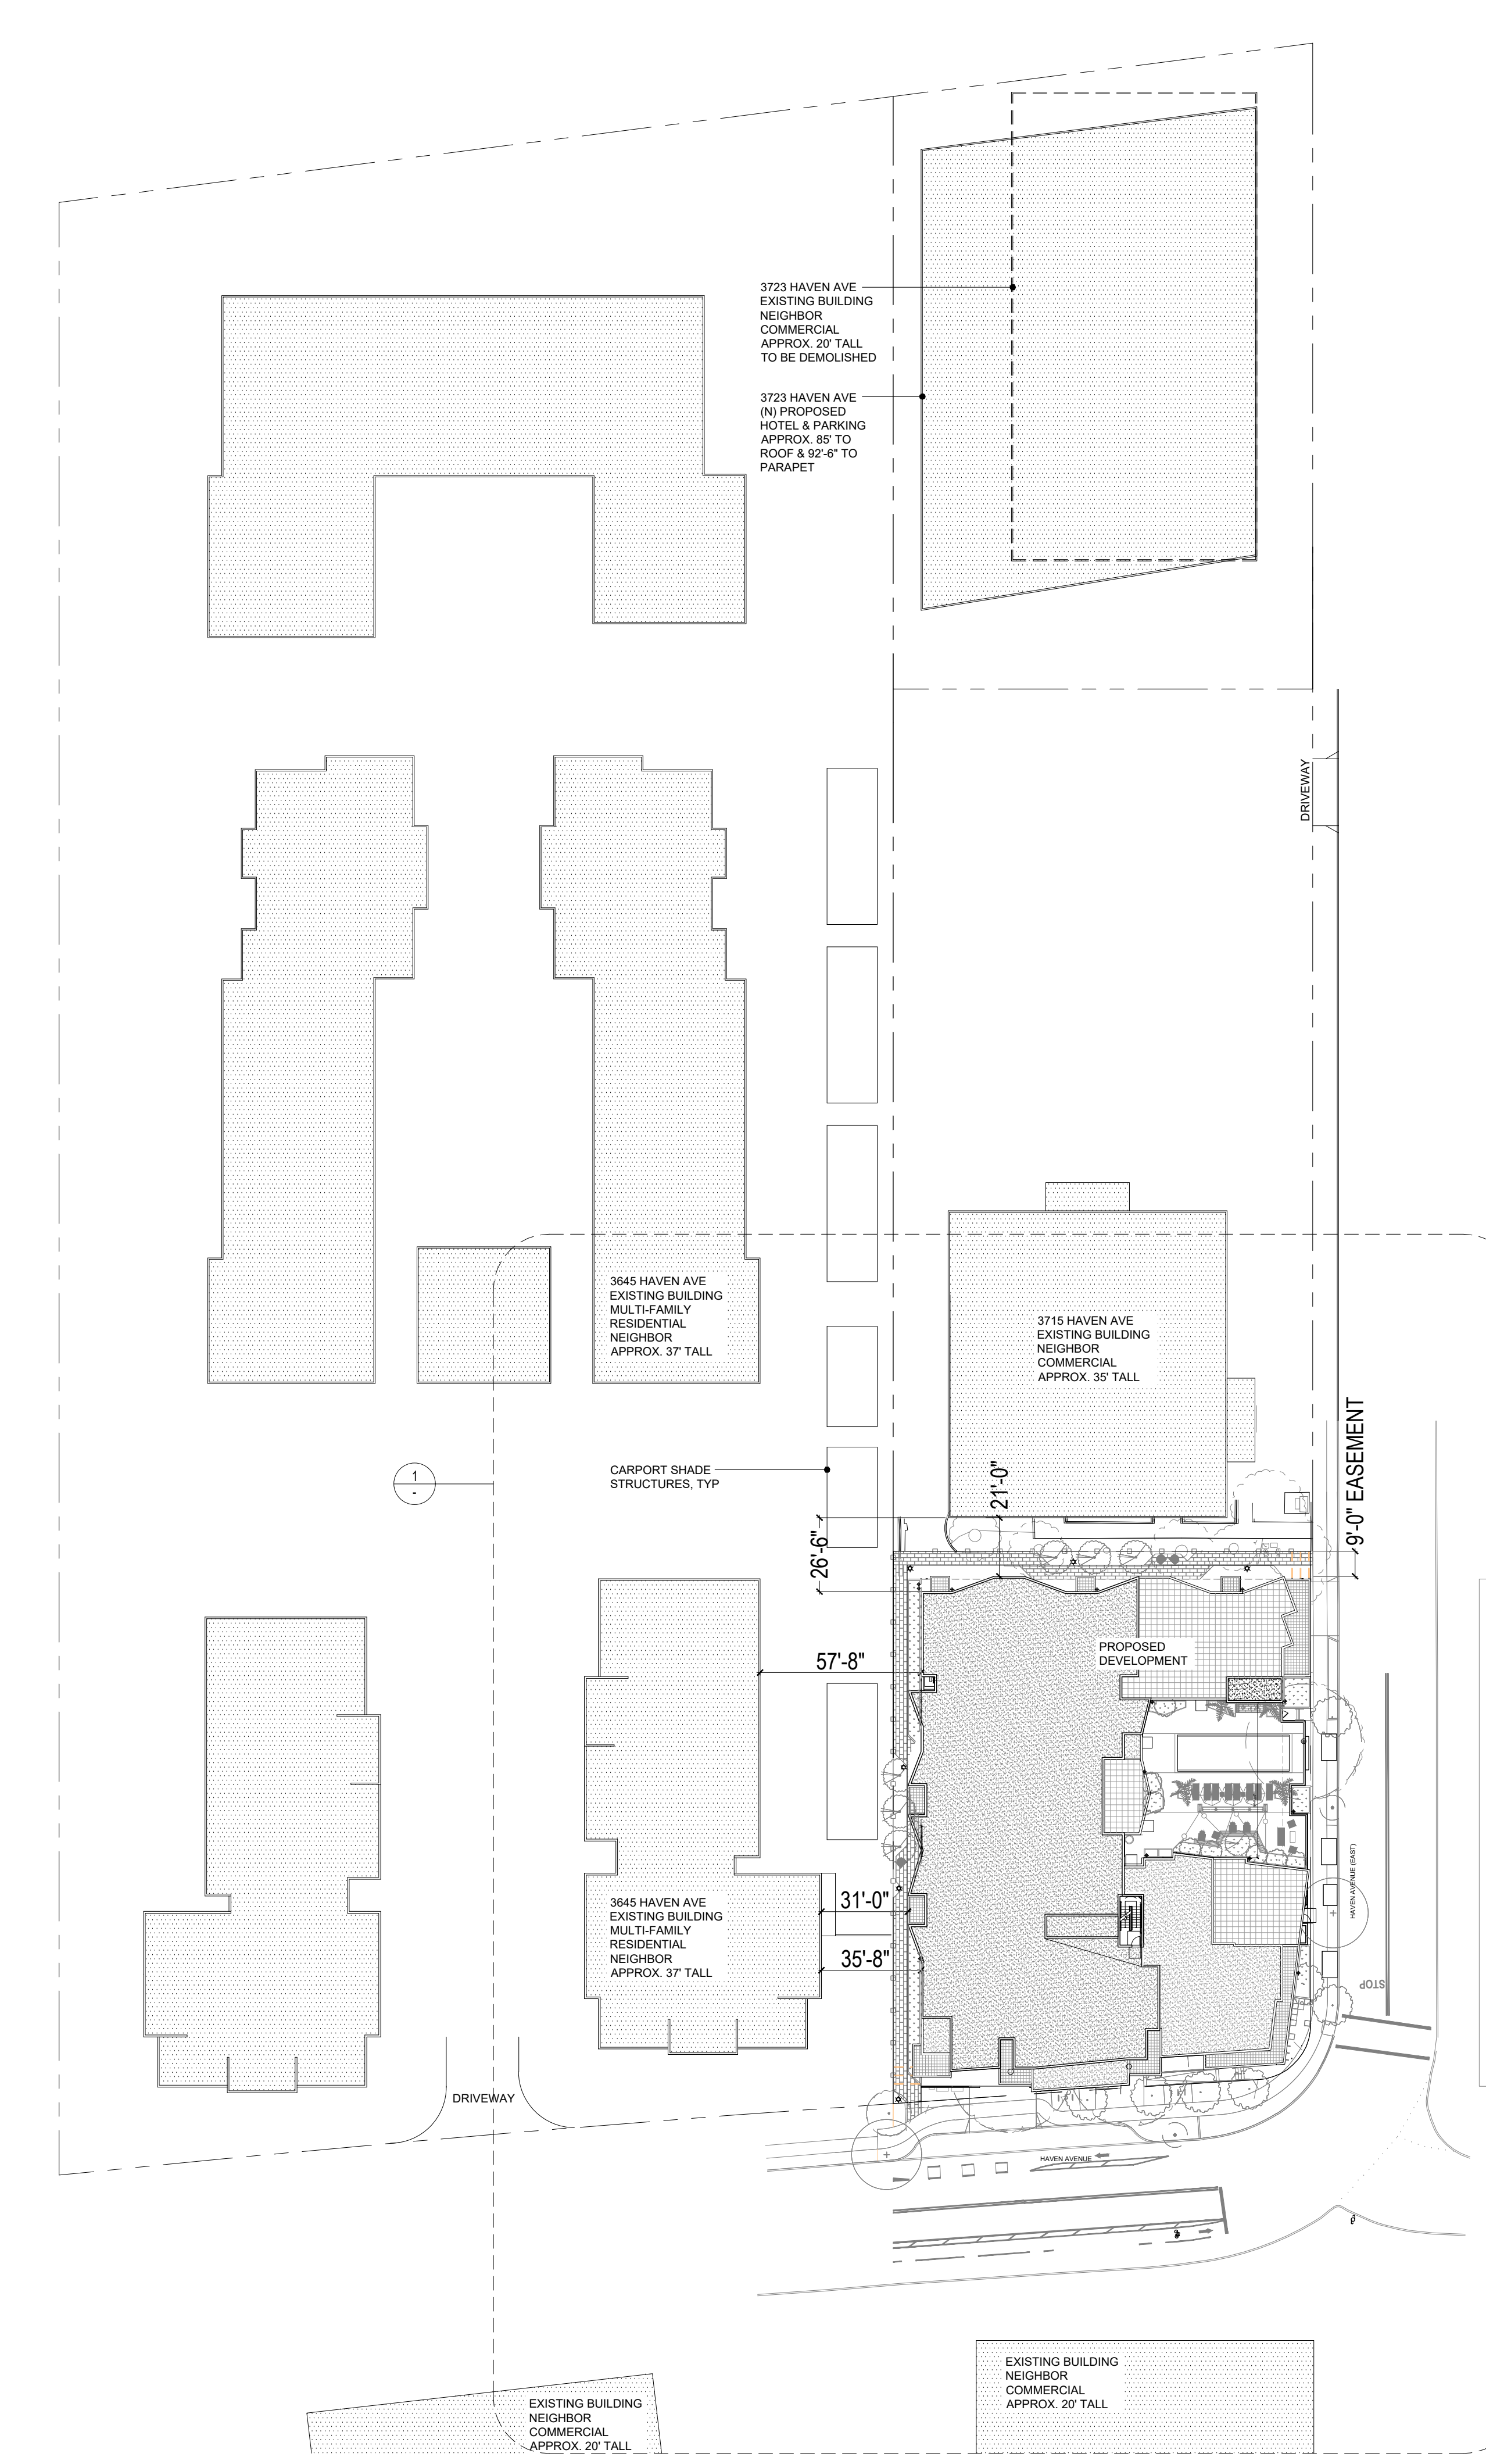 3723 HAVEN AVE
EXISTING BUILDING
NEIGHBOR
COMMERCIAL
APPROX. 20' TALL
TO BE DEMOLISHED
3723 HAVEN AVE
(N) PROPOSED
HOTEL & PARKING
APPROX. 85' TO
ROOF & 92'-6" TO
PARAPET
DRIVEWAY
3645 HAVEN AVE
EXISTING BUILDING
MULTI-FAMILY
RESIDENTIAL
NEIGHBOR
APPROX. 37' TALL
3715 HAVEN AVE
EXISTING BUILDING
NEIGHBOR
COMMERCIAL
APPROX. 35' TALL
1
-
CARPORT SHADE
STRUCTURES, TYP
21'-0"
9'-0" EASEMENT
26'-6"
PROPOSED
DEVELOPMENT
57'-8"
3645 HAVEN AVE
EXISTING BUILDING
MULTI-FAMILY
RESIDENTIAL
NEIGHBOR
APPROX. 37' TALL
31'-0"
35'-8"
HAVEN AVENUE (EAST)
STOP
DRIVEWAY
HAVEN AVENUE
EXISTING BUILDING
NEIGHBOR
COMMERCIAL
APPROX. 20' TALL
EXISTING BUILDING
NEIGHBOR
COMMERCIAL
APPROX. 20' TALL